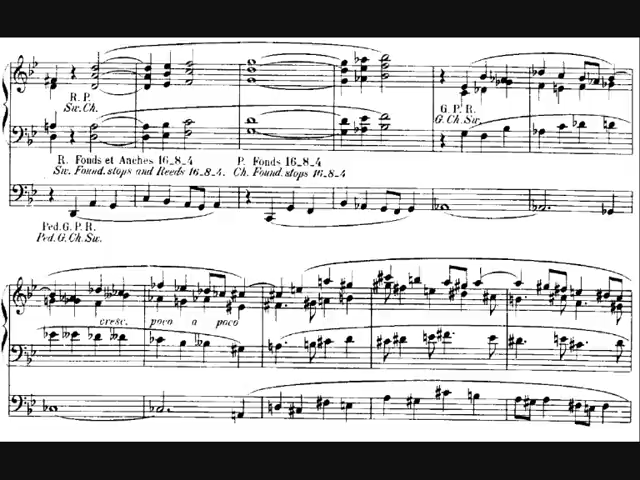 R. P.
Sw. Ch.
G. P. R.
G. Ch. Sw.
R. Fonds et Anches 16_8_4 P. Fonds 16_8_4
Sw. Found. stops and Reeds 16_8_4. Ch. Found. stops 16_8_4
Ped. G. P. R.
Ped. G. Ch. Sw.
cresc. poco a poco